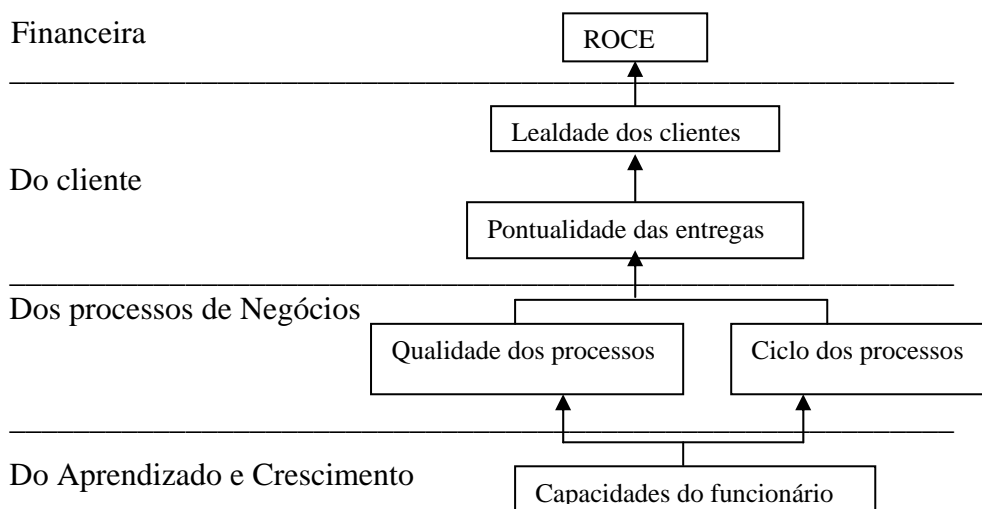 Financeira
ROCE
Lealdade dos clientes
Do cliente
Pontualidade das entregas
Dos processos de Negócios
Qualidade dos processos
Ciclo dos processos
Do Aprendizado e Crescimento
Capacidades do funcionário